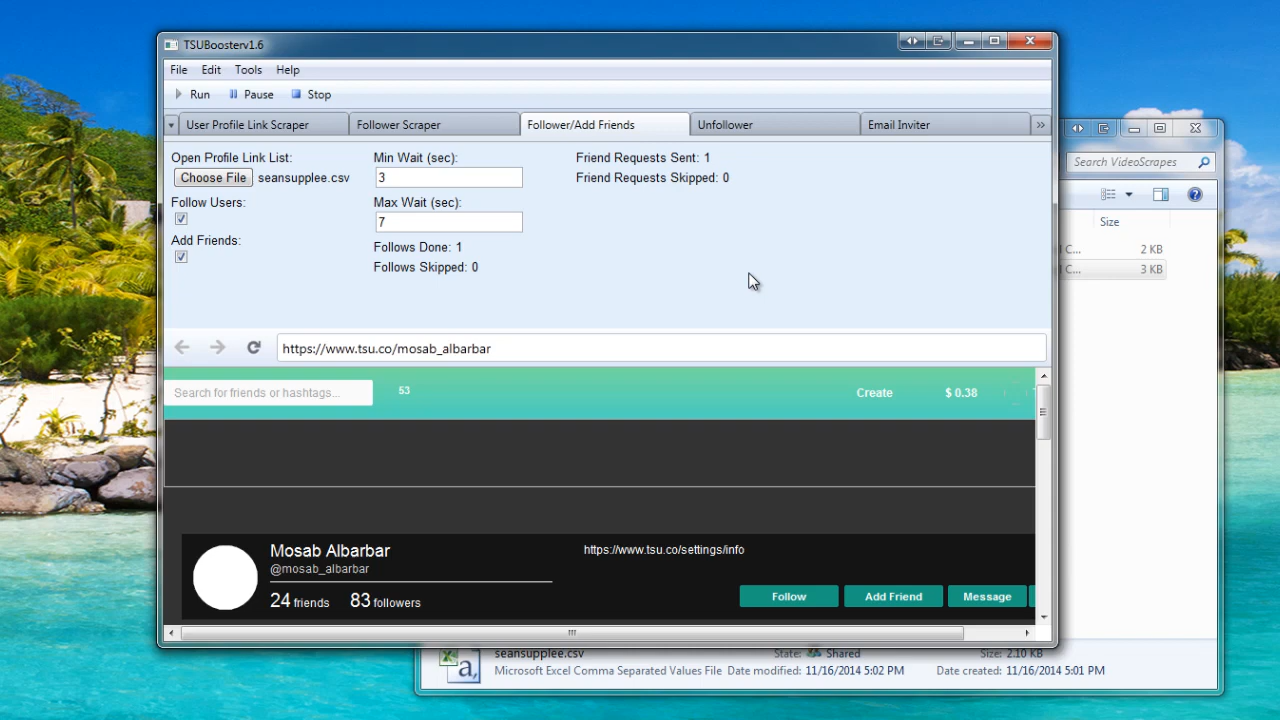 TSUBoosterv1.6
File Edit Tools Help
Run Pause Stop
User Profile Link Scraper Follower Scraper Follower/Add Friends Unfollower Email Inviter »
Open Profile Link List: Min Wait (sec): Friend Requests Sent: 1
Choose File seansupplee.csv 3 Friend Requests Skipped: 0
Follow Users: Max Wait (sec):
7
Add Friends: Follows Done: 1
Follows Skipped: 0
https://www.tsu.co/mosab_albarbar
Search for friends or hashtags... 53 Create $ 0.38
Mosab Albarbar https://www.tsu.co/settings/info
@mosab_albarbar
24 friends 83 followers Follow Add Friend Message
Search VideoScrapes
Size
C... 2 KB
C... 3 KB
seansupplee.csv State: Shared Size: 2.10 KB
Microsoft Excel Comma Separated Values File Date modified: 11/16/2014 5:02 PM Date created: 11/16/2014 5:01 PM